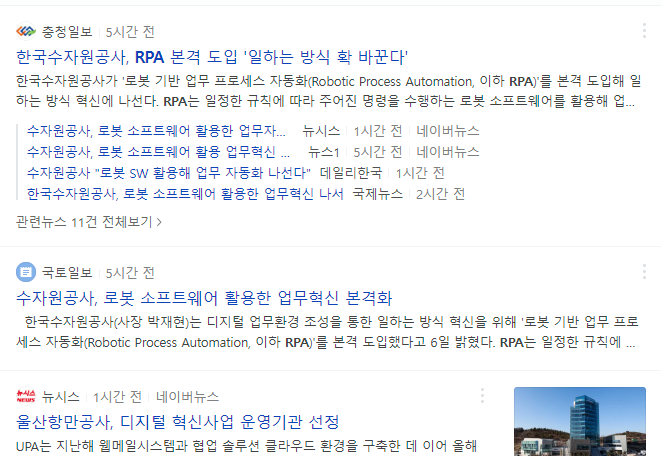 충청일보 5시간 전
한국수자원공사, RPA 본격 도입 '일하는 방식 확 바꾼다'
한국수자원공사가 '로봇 기반 업무 프로세스 자동화(Robotic Process Automation, 이하 RPA)'를 본격 도입해 일
하는 방식 혁신에 나선다. RPA는 일정한 규칙에 따라 주어진 명령을 수행하는 로봇 소프트웨어를 활용해 업...
수자원공사, 로봇 소프트웨어 활용한 업무자... 뉴시스 1시간 전 네이버뉴스
수자원공사, 로봇 소프트웨어 활용 업무혁신 ... 뉴스1 5시간 전 네이버뉴스
수자원공사 "로봇 SW 활용해 업무 자동화 나선다" 데일리한국 1시간 전
한국수자원공사, 로봇 소프트웨어 활용한 업무혁신 나서 국제뉴스 2시간 전
관련뉴스 11건 전체보기 >
국토일보 5시간 전
수자원공사, 로봇 소프트웨어 활용한 업무혁신 본격화
한국수자원공사(사장 박재현)는 디지털 업무환경 조성을 통한 일하는 방식 혁신을 위해 '로봇 기반 업무 프로
세스 자동화(Robotic Process Automation, 이하 RPA)'를 본격 도입했다고 6일 밝혔다. RPA는 일정한 규칙에 ...
뉴시스 NEWS 뉴시스 1시간 전 네이버뉴스
울산항만공사, 디지털 혁신사업 운영기관 선정
UPA는 지난해 웹메일시스템과 협업 솔루션 클라우드 환경을 구축한 데 이어 올해